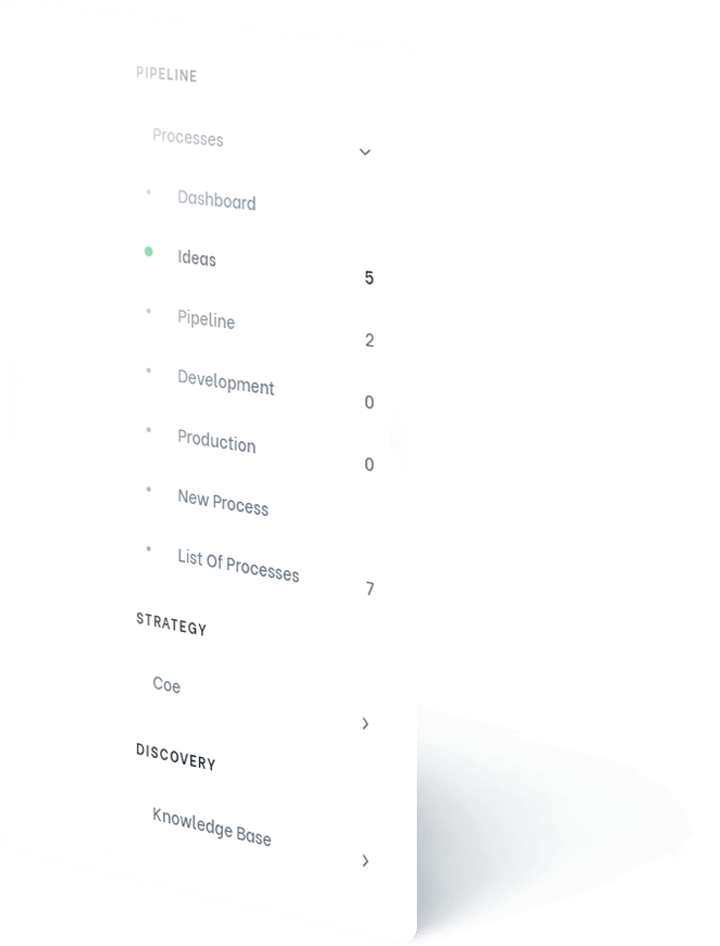 PIPELINE
Processes
Dashboard
Ideas 5
Pipeline 2
Development 0
Production 0
New Process
List Of Processes 7
STRATEGY
Coe
DISCOVERY
Knowledge Base